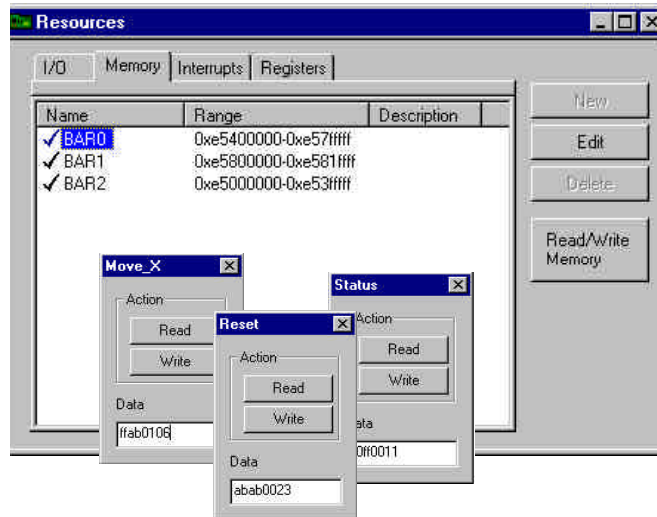 Resources
I/O Memory Interrupts Registers
Name Range Description
BAR0 0xe5400000-0xe57fffff
BAR1 0xe5800000-0xe581ffff
BAR2 0xe5000000-0xe53fffff
New
Edit
Delete
Read/Write
Memory
Move_X
Action
Read
Write
Data
ffab0106
Reset
Action
Read
Write
Data
abab0023
Status
Action
Read
Write
ata
0ff0011